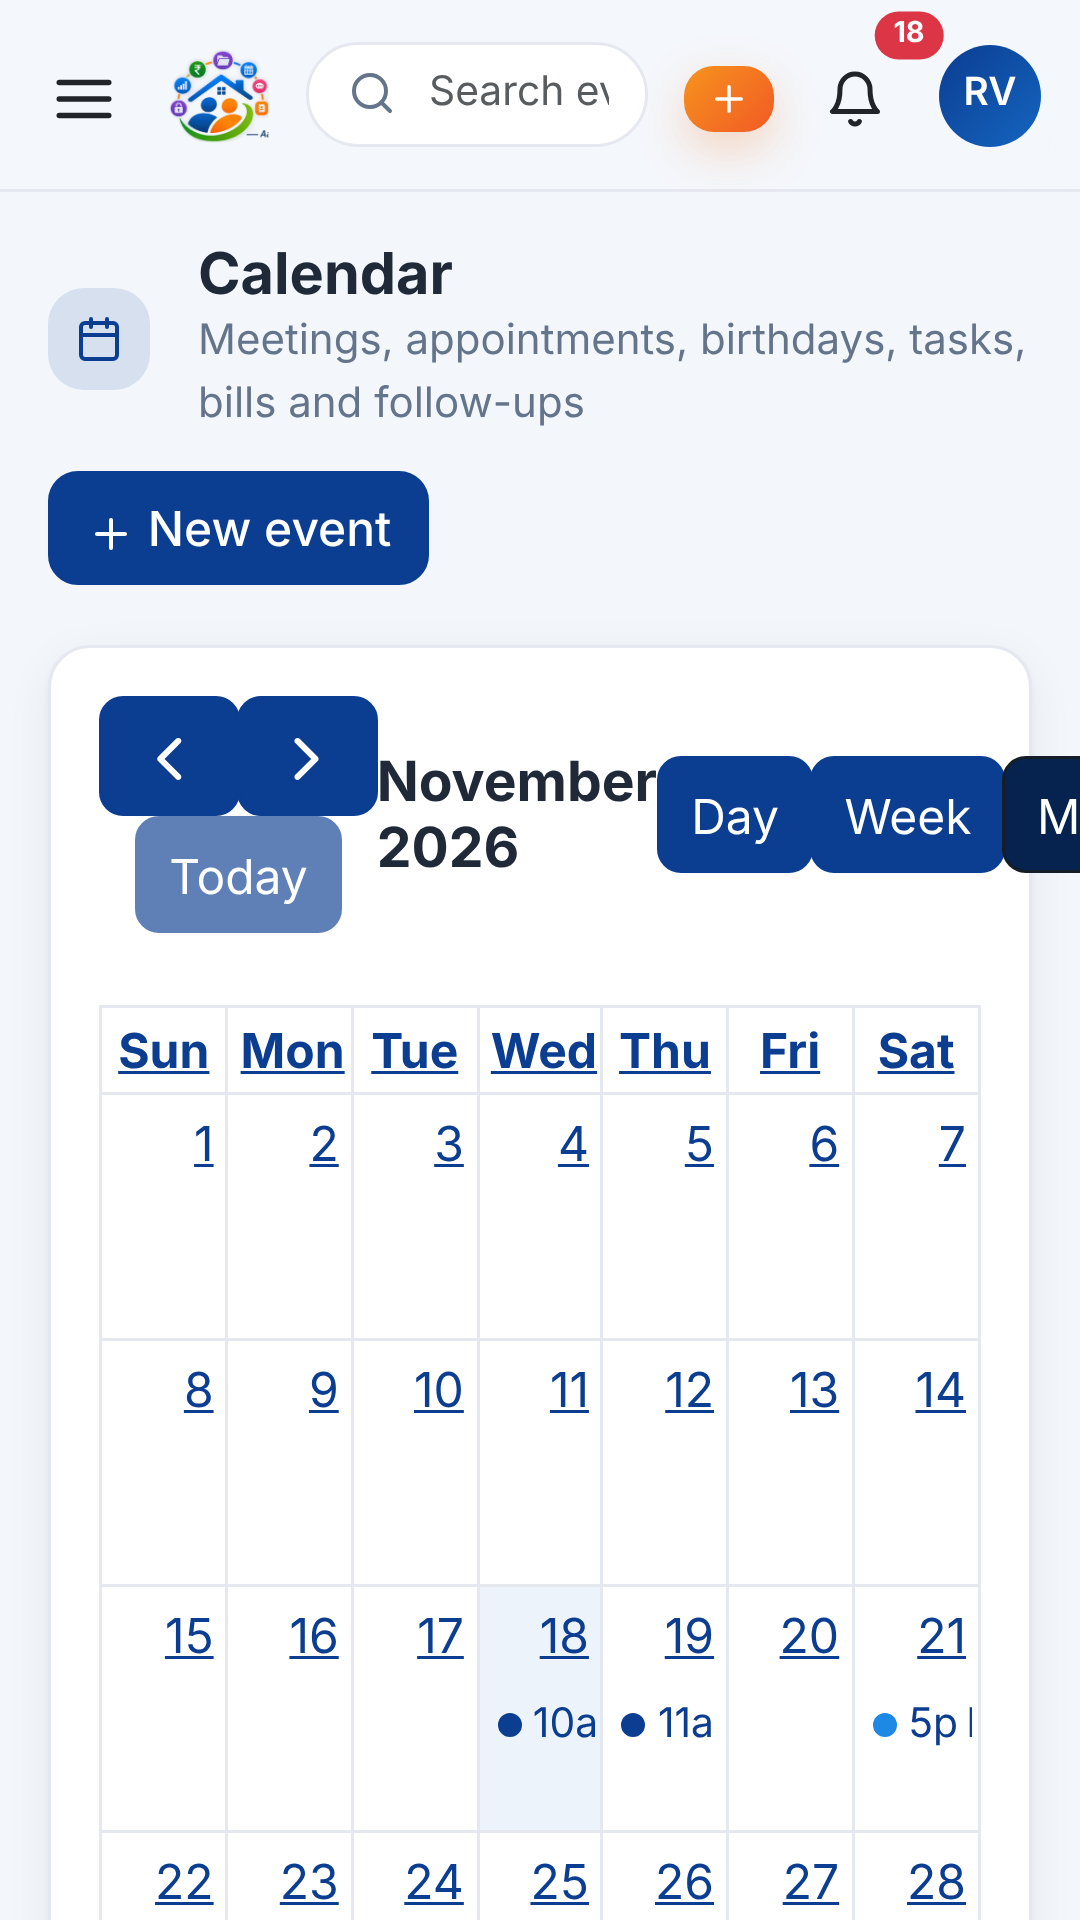 18
Search ev
RV
Calendar
Meetings, appointments, birthdays, tasks,
bills and follow-ups
+ New event
November
2026
Day Week M
Today
Sun Mon Tue Wed Thu Fri Sat
1 2 3 4 5 6 7
8 9 10 11 12 13 14
15 16 17 18 19 20 21
10a 11a 5p
22 23 24 25 26 27 28